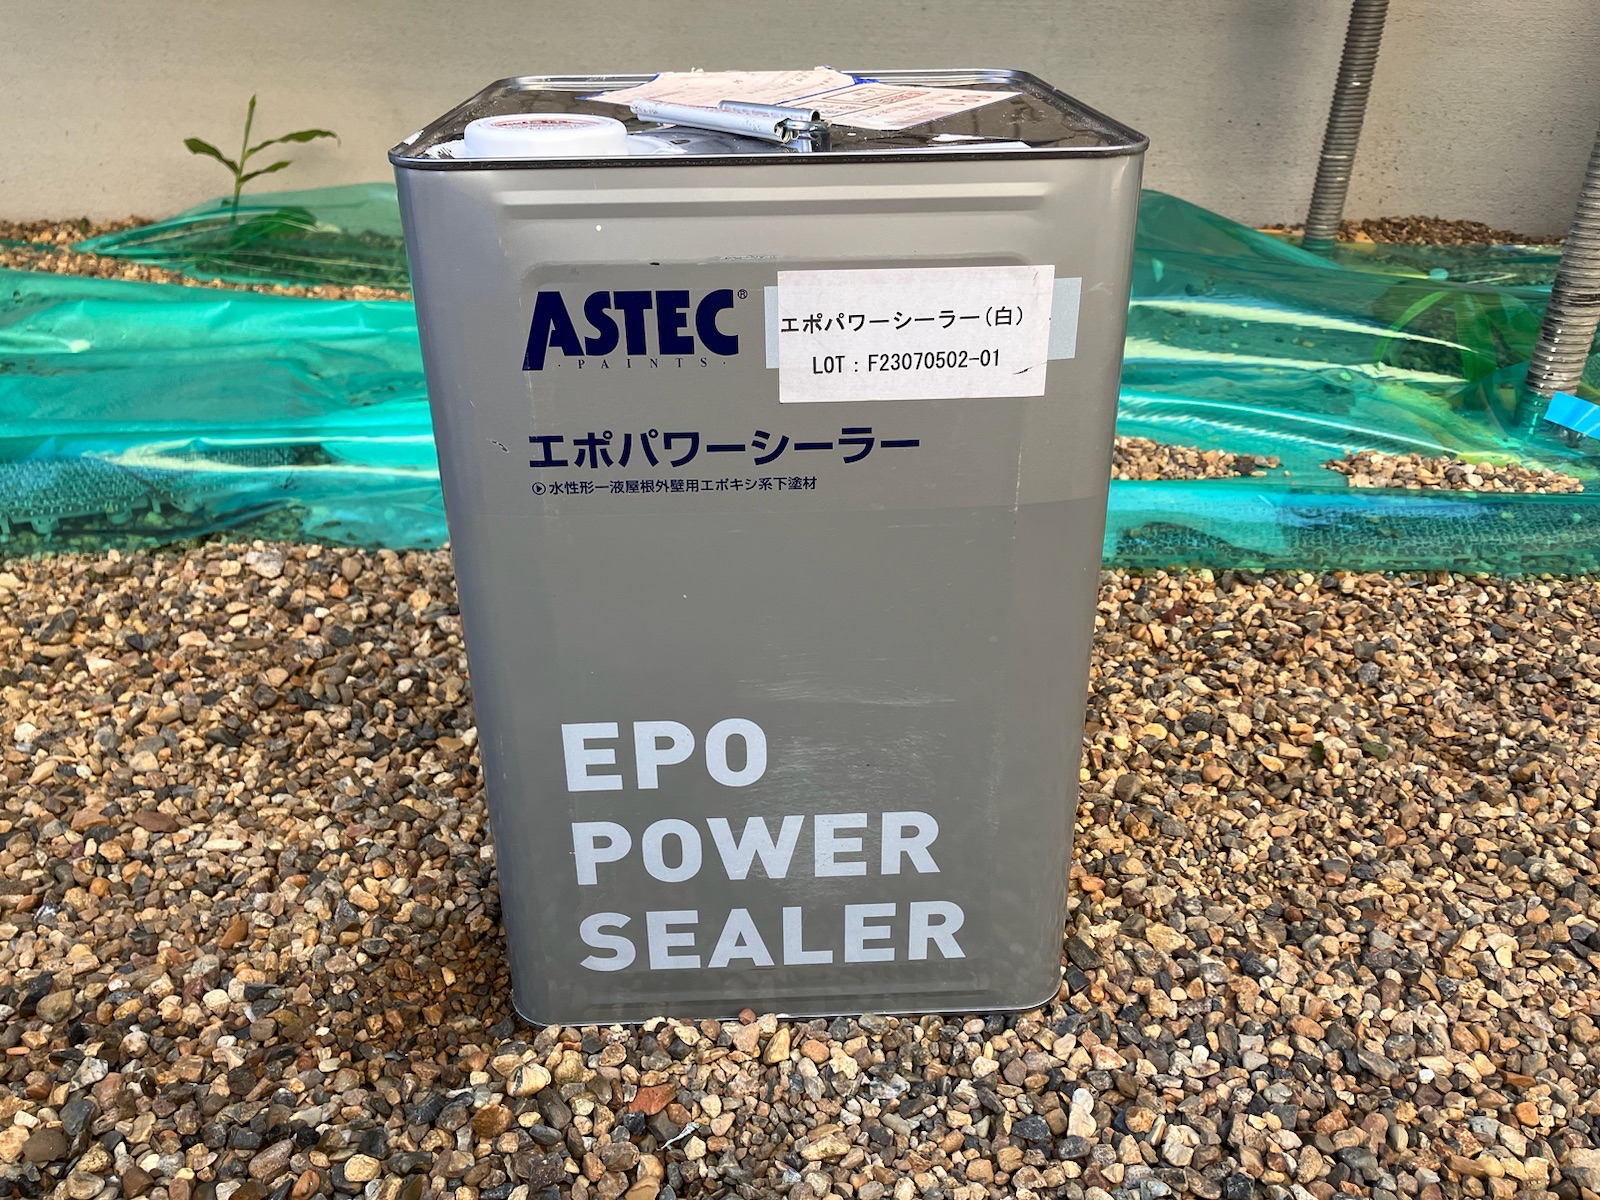 ASTEC®
·PAINTS·
エポパワーシーラー(白)
LOT:F23070502-01
エポパワーシーラー
水性形一液屋根外壁用エポキシ系下塗材
EPO
POWER
SEALER